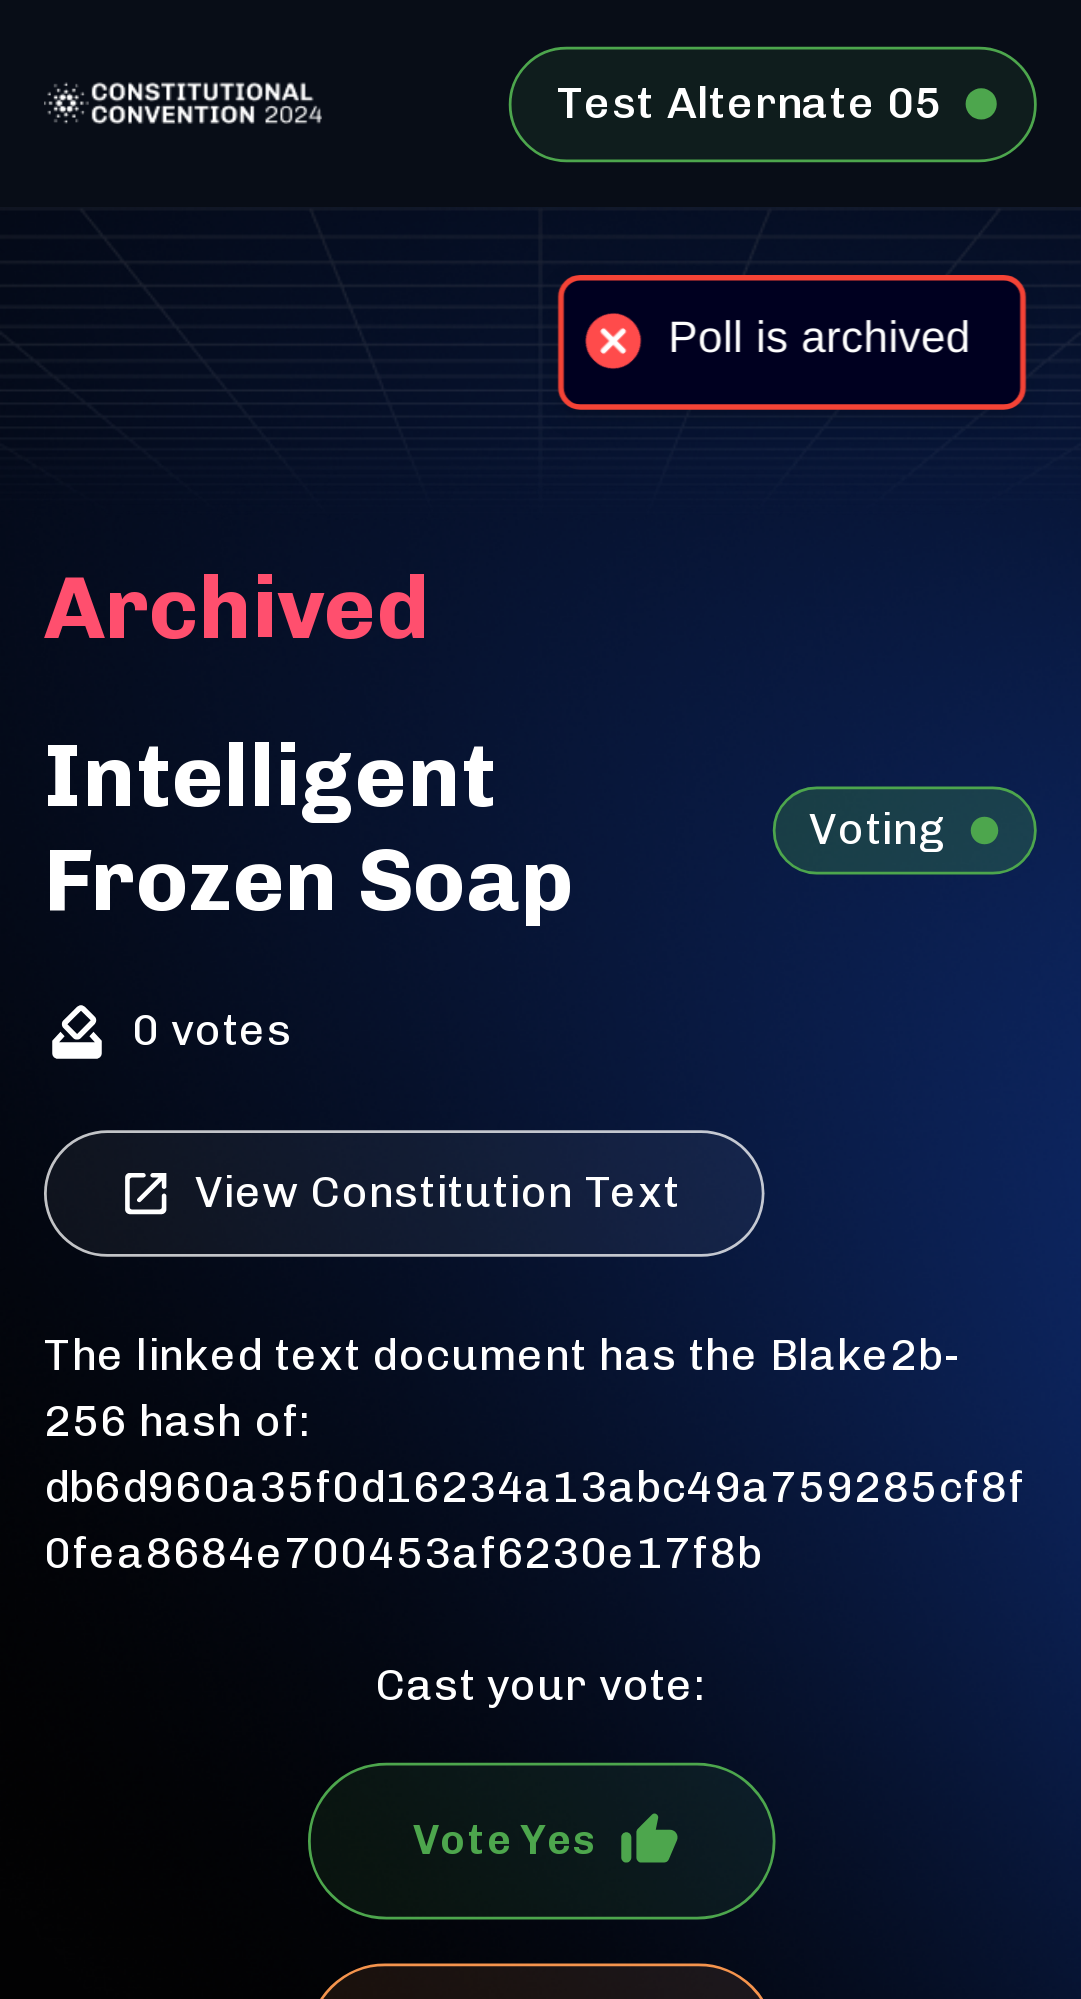 CONSTITUTIONAL
CONVENTION 2024
Test Alternate 05
Poll is archived
Archived
Intelligent
Frozen Soap
Voting
0 votes
View Constitution Text
The linked text document has the Blake2b-
256 hash of:
db6d960a35f0d16234a13abc49a759285cf8f
0fea8684e700453af6230e17f8b
Cast your vote:
Vote Yes